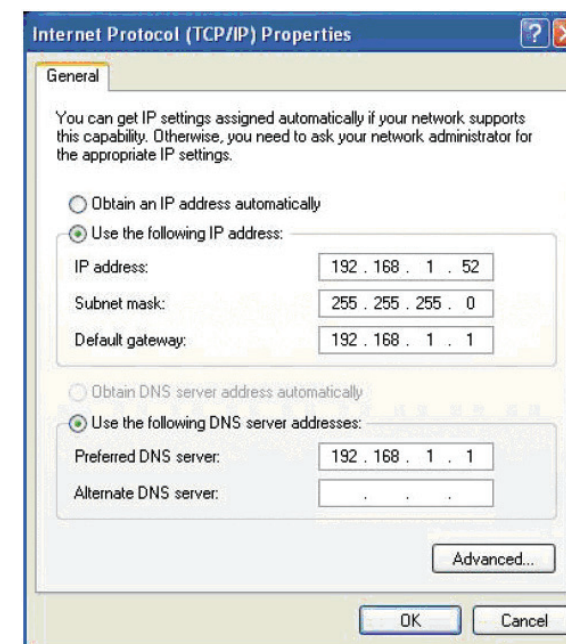 Internet Protocol (TCP/IP) Properties
General
You can get IP settings assigned automatically if your network supports
this capability. Otherwise, you need to ask your network administrator for
the appropriate IP settings.
Obtain an IP address automatically
Use the following IP address:
IP address: 192 . 168 . 1 . 52
Subnet mask: 255 . 255 . 255 . 0
Default gateway: 192 . 168 . 1 . 1
Obtain DNS server address automatically
Use the following DNS server addresses:
Preferred DNS server: 192 . 168 . 1 . 1
Alternate DNS server: . . .
Advanced...
OK Cancel